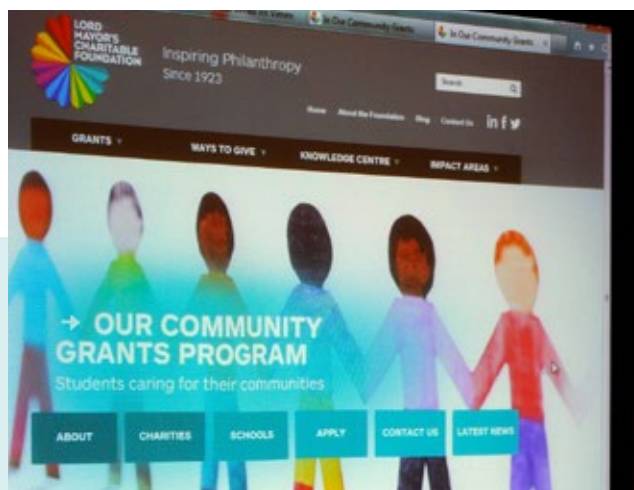 In Our Community Grants
In Our Community Grants
LORD
MAYOR'S
CHARITABLE
FOUNDATION
Inspiring Philanthropy
Since 1923
Search
Home About the Foundation Blog Contact Us in f
GRANTS
WAYS TO GIVE
KNOWLEDGE CENTRE
IMPACT AREAS
→ OUR COMMUNITY
GRANTS PROGRAM
Students caring for their communities
ABOUT
CHARITIES
SCHOOLS
APPLY
CONTACT US
LATEST NEWS